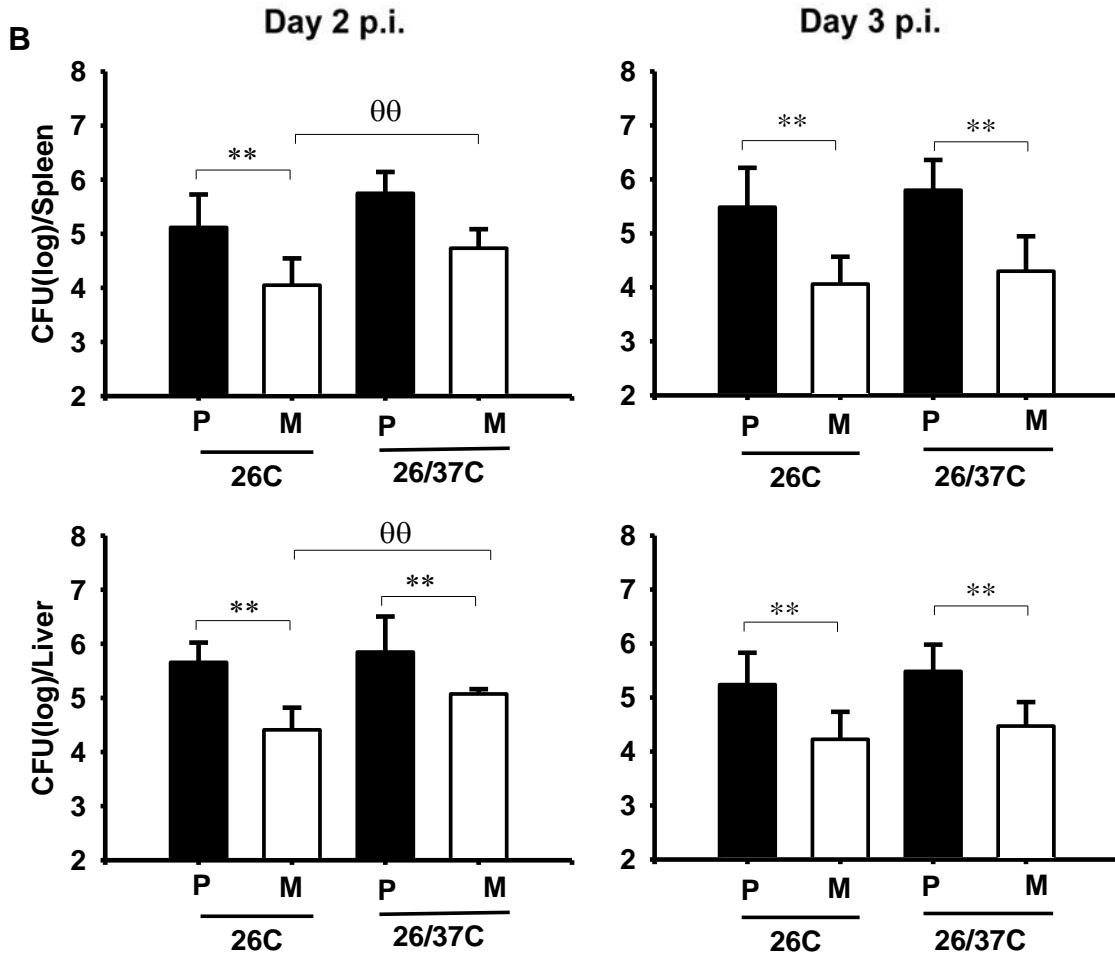 B
Day 2 p.i.
Day 3 p.i.
CFU(log)/Spleen
8
7
6
5
4
3
2
**
θθ
P
M
P
M
26C
26/37C
8
7
6
5
4
3
2
**
**
P
M
P
M
26C
26/37C
CFU(log)/Liver
8
7
6
5
4
3
2
**
θθ
**
P
M
P
M
26C
26/37C
8
7
6
5
4
3
2
**
**
P
M
P
M
26C
26/37C